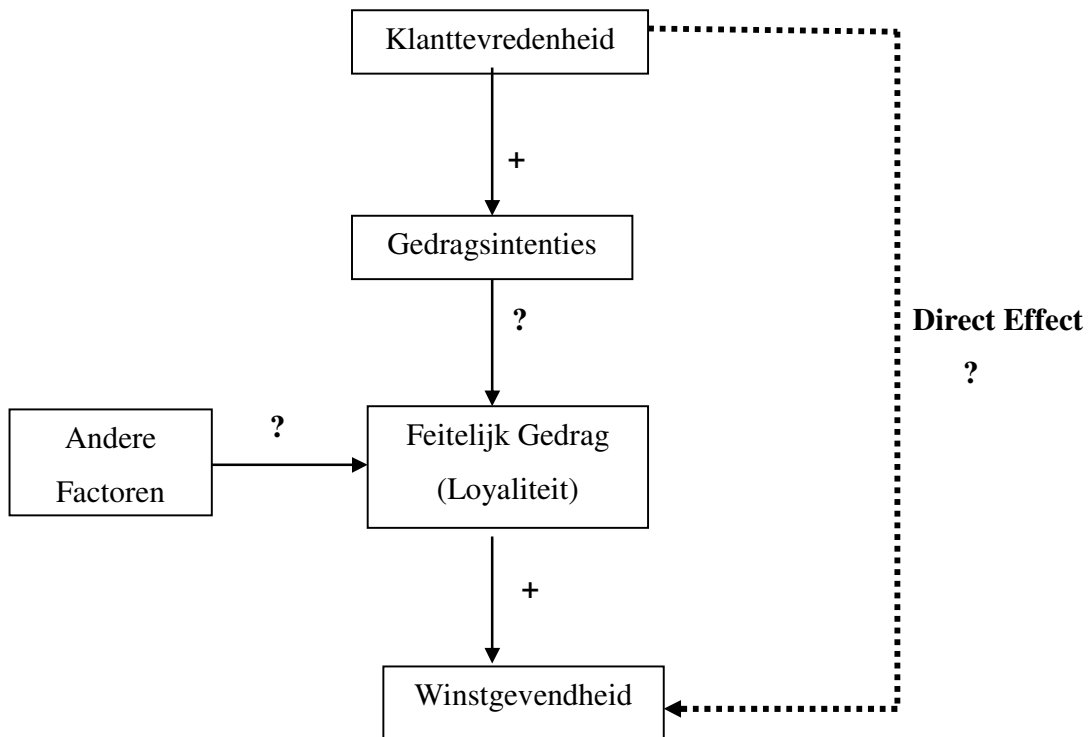 Klanttevredenheid
+
Gedragsintenties
?
Direct Effect
?
Andere
Factoren
?
Feitelijk Gedrag
(Loyaliteit)
+
Winstgevendheid